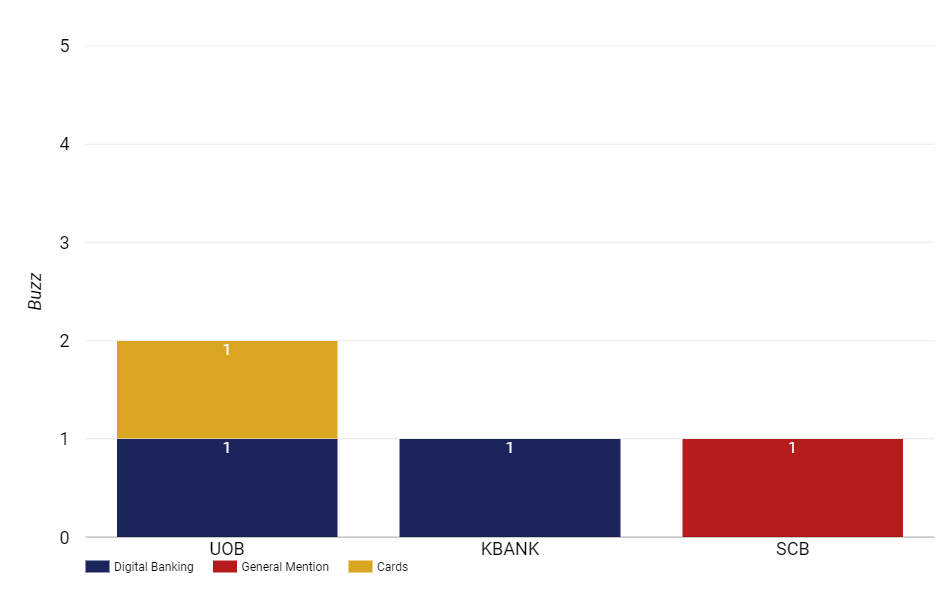 5
4
3
Buzz
2
1
1
1
1
1
0
UOB
KBANK
SCB
Digital Banking
General Mention
Cards